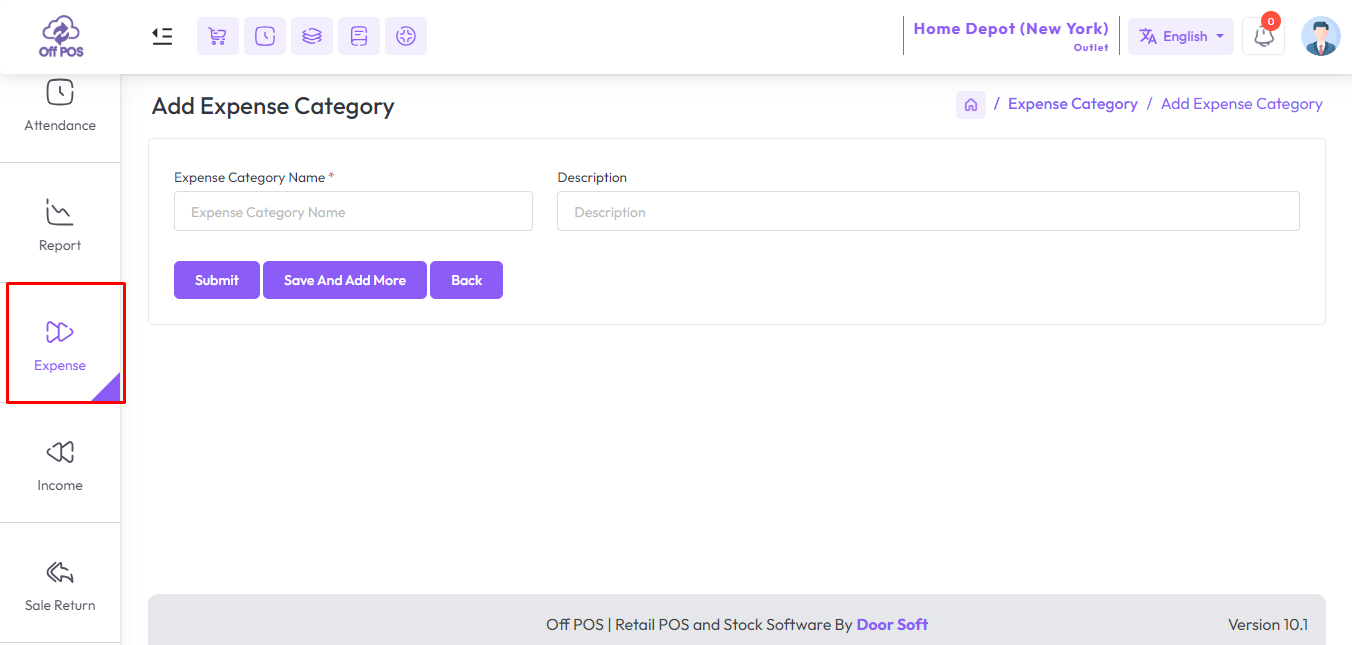 Off POS
Home Depot (New York)
Outlet
English
0
Attendance
Report
Expense
Income
Sale Return
Add Expense Category
/ Expense Category / Add Expense Category
Expense Category Name *
Description
Expense Category Name
Description
Submit
Save And Add More
Back
Off POS | Retail POS and Stock Software By Door Soft
Version 10.1